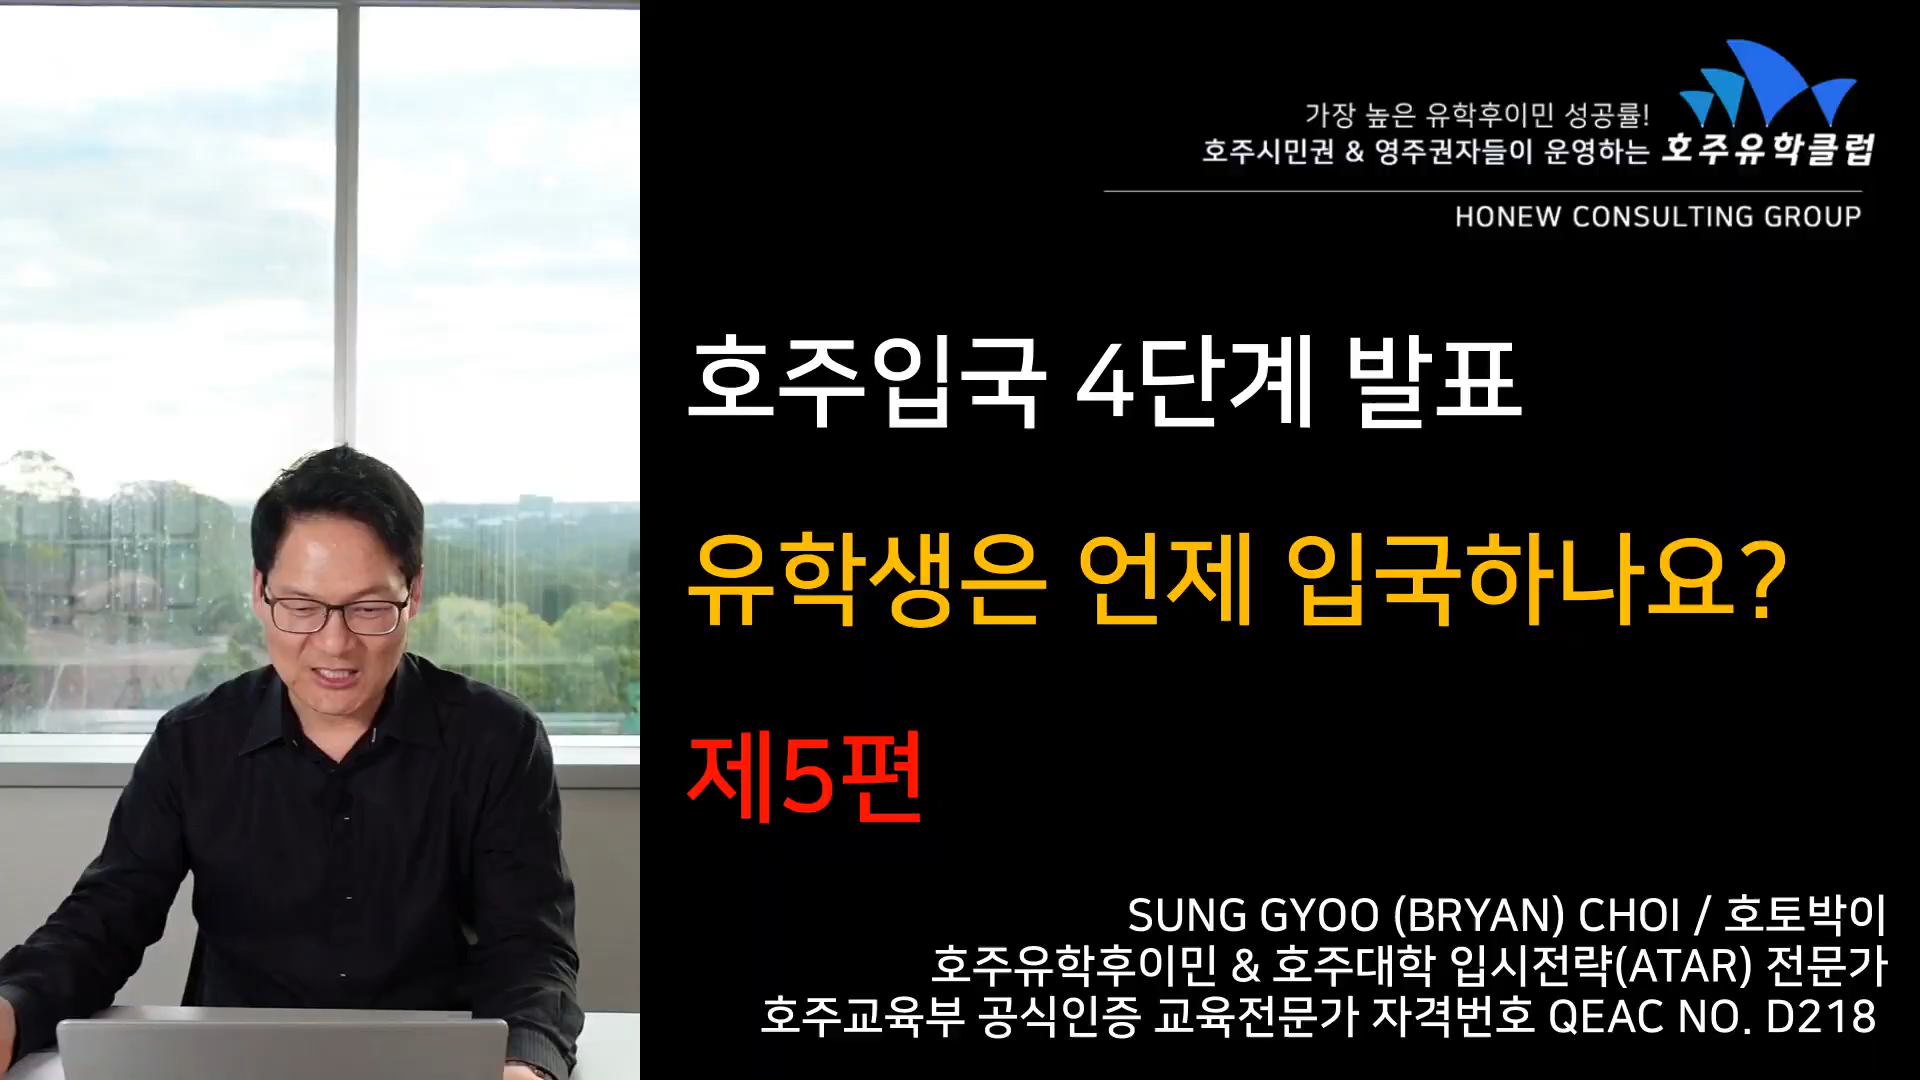 가장 높은 유학후이민 성공률!
호주시민권 & 영주권자들이 운영하는 호주유학클럽
HONEW CONSULTING GROUP
호주입국 4단계 발표
유학생은 언제 입국하나요?
제5편
SUNG GYOO (BRYAN) CHOI / 호토박이
호주유학후이민 & 호주대학 입시전략(ATAR) 전문가
호주교육부 공식인증 교육전문가 자격번호 QEAC NO. D218